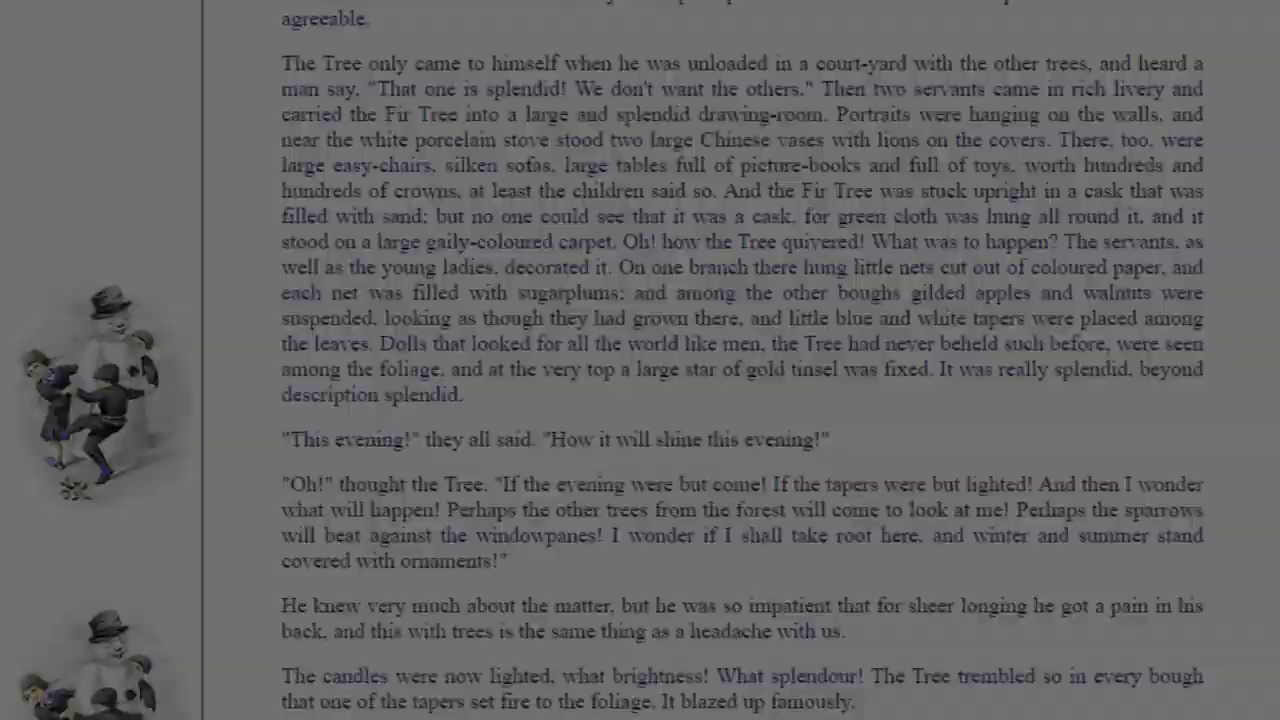 agreeable.
The Tree only came to himself when he was unloaded in a court-yard with the other trees, and heard a
man say, "That one is splendid! We don't want the others." Then two servants came in rich livery and
carried the Fir Tree into a large and splendid drawing-room. Portraits were hanging on the walls, and
near the white porcelain stove stood two large Chinese vases with lions on the covers. There, too, were
large easy-chairs, silken sofas, large tables full of picture-books and full of toys, worth hundreds and
hundreds of crowns, at least the children said so. And the Fir Tree was stuck upright in a cask that was
filled with sand; but no one could see that it was a cask, for green cloth was hung all round it, and it
stood on a large gaily-coloured carpet. Oh! how the Tree quivered! What was to happen? The servants, as
well as the young ladies, decorated it. On one branch there hung little nets cut out of coloured paper, and
each net was filled with sugarplums; and among the other boughs gilded apples and walnuts were
suspended, looking as though they had grown there, and little blue and white tapers were placed among
the leaves. Dolls that looked for all the world like men, the Tree had never beheld such before, were seen
among the foliage, and at the very top a large star of gold tinsel was fixed. It was really splendid, beyond
description splendid.
"This evening!" they all said. "How it will shine this evening!"
"Oh!" thought the Tree. "If the evening were but come! If the tapers were but lighted! And then I wonder
what will happen! Perhaps the other trees from the forest will come to look at me! Perhaps the sparrows
will beat against the windowpanes! I wonder if I shall take root here, and winter and summer stand
covered with ornaments!"
He knew very much about the matter, but he was so impatient that for sheer longing he got a pain in his
back, and this with trees is the same thing as a headache with us.
The candles were now lighted, what brightness! What splendour! The Tree trembled so in every bough
that one of the tapers set fire to the foliage. It blazed up famously.